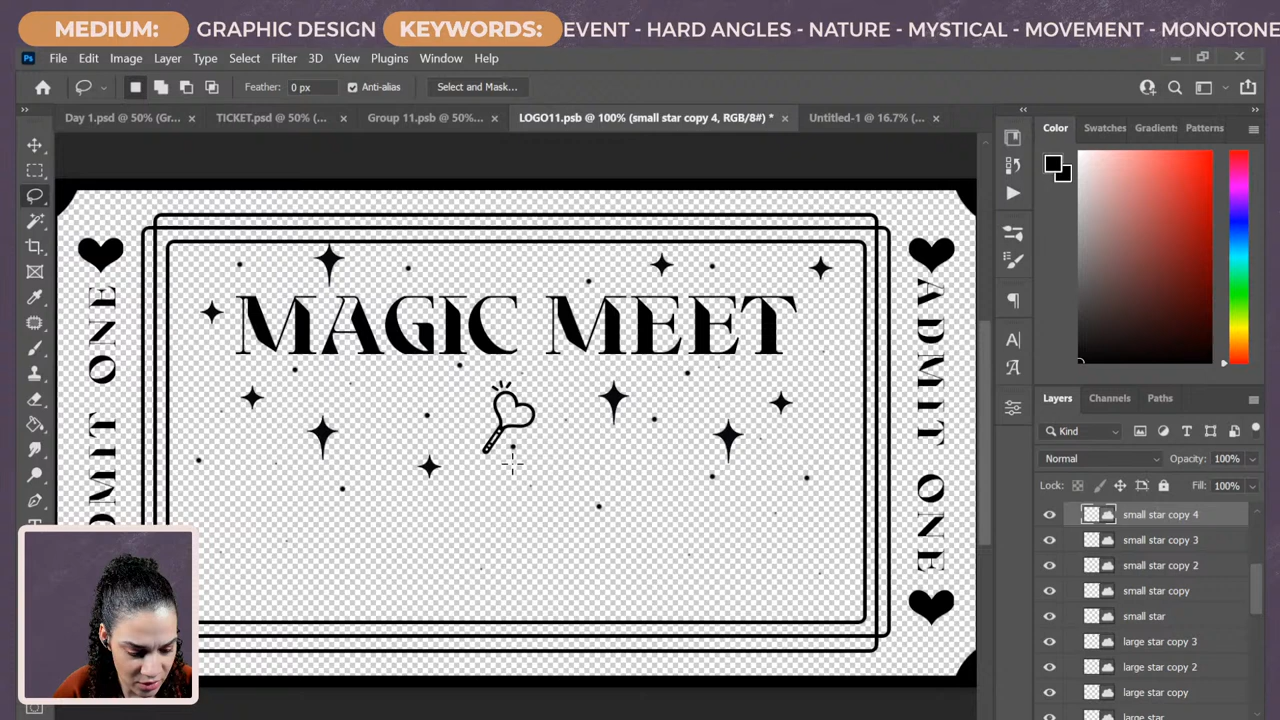 MEDIUM: GRAPHIC DESIGN KEYWORDS: EVENT - HARD ANGLES - NATURE - MYSTICAL - MOVEMENT - MONOTONE
Ps File Edit Image Layer Type Select Filter 3D View Plugins Window Help
Feather: 0 px Anti-alias Select and Mask...
Day 1.psd @ 50% (Gr... TICKET.psd @ 50% (... Group 11.psb @ 50%... LOGO11.psb @ 100% (small star copy 4, RGB/8#) * Untitled-1 @ 16.7% (...
Color Swatches Gradient: Patterns
MAGIC MEET
ADMIT ONE
ADMIT ONE
Layers Channels Paths
Kind
Normal Opacity: 100%
Lock: Fill: 100%
small star copy 4
small star copy 3
small star copy 2
small star copy
small star
large star copy 3
large star copy 2
large star copy
large star